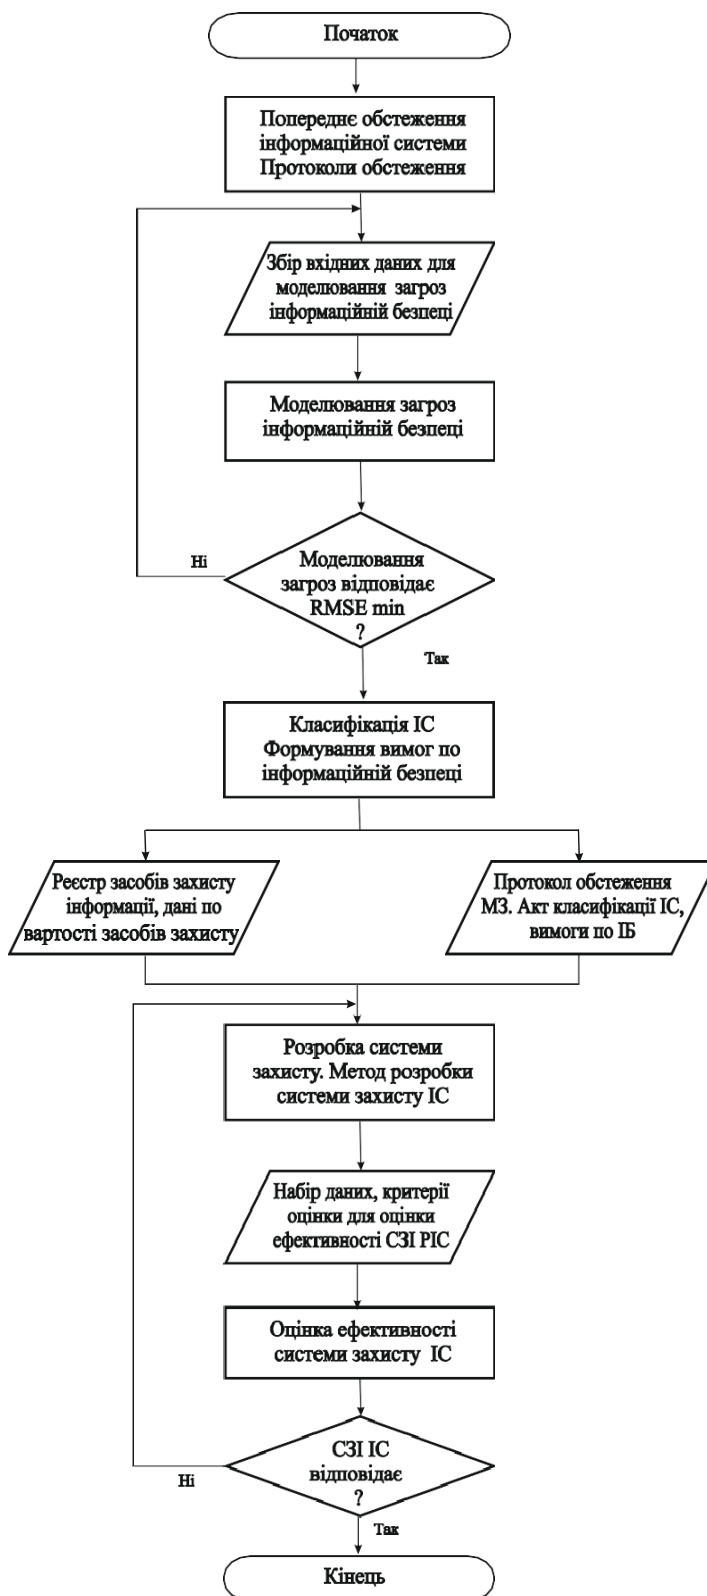 Початок
Попереднє обстеження
інформаційної системи
Протоколи обстеження
Збір вхідних даних для
моделювання загроз
інформаційній безпеці
Моделювання загроз
інформаційній безпеці
Ні
Моделювання
загроз відповідає
RMSE min
?
Так
Класифікація ІС
Формування вимог по
інформаційній безпеці
Реєстр засобів захисту
інформації, дані по
вартості засобів захисту
Протокол обстеження
МЗ. Акт класифікації ІС,
вимоги по ІБ
Розробка системи
захисту. Метод розробки
системи захисту ІС
Набір даних, критерії
оцінки для оцінки
ефективності СЗІ РІС
Оцінка ефективності
системи захисту ІС
СЗІ ІС
відповідає
?
Ні
Так
Кінець